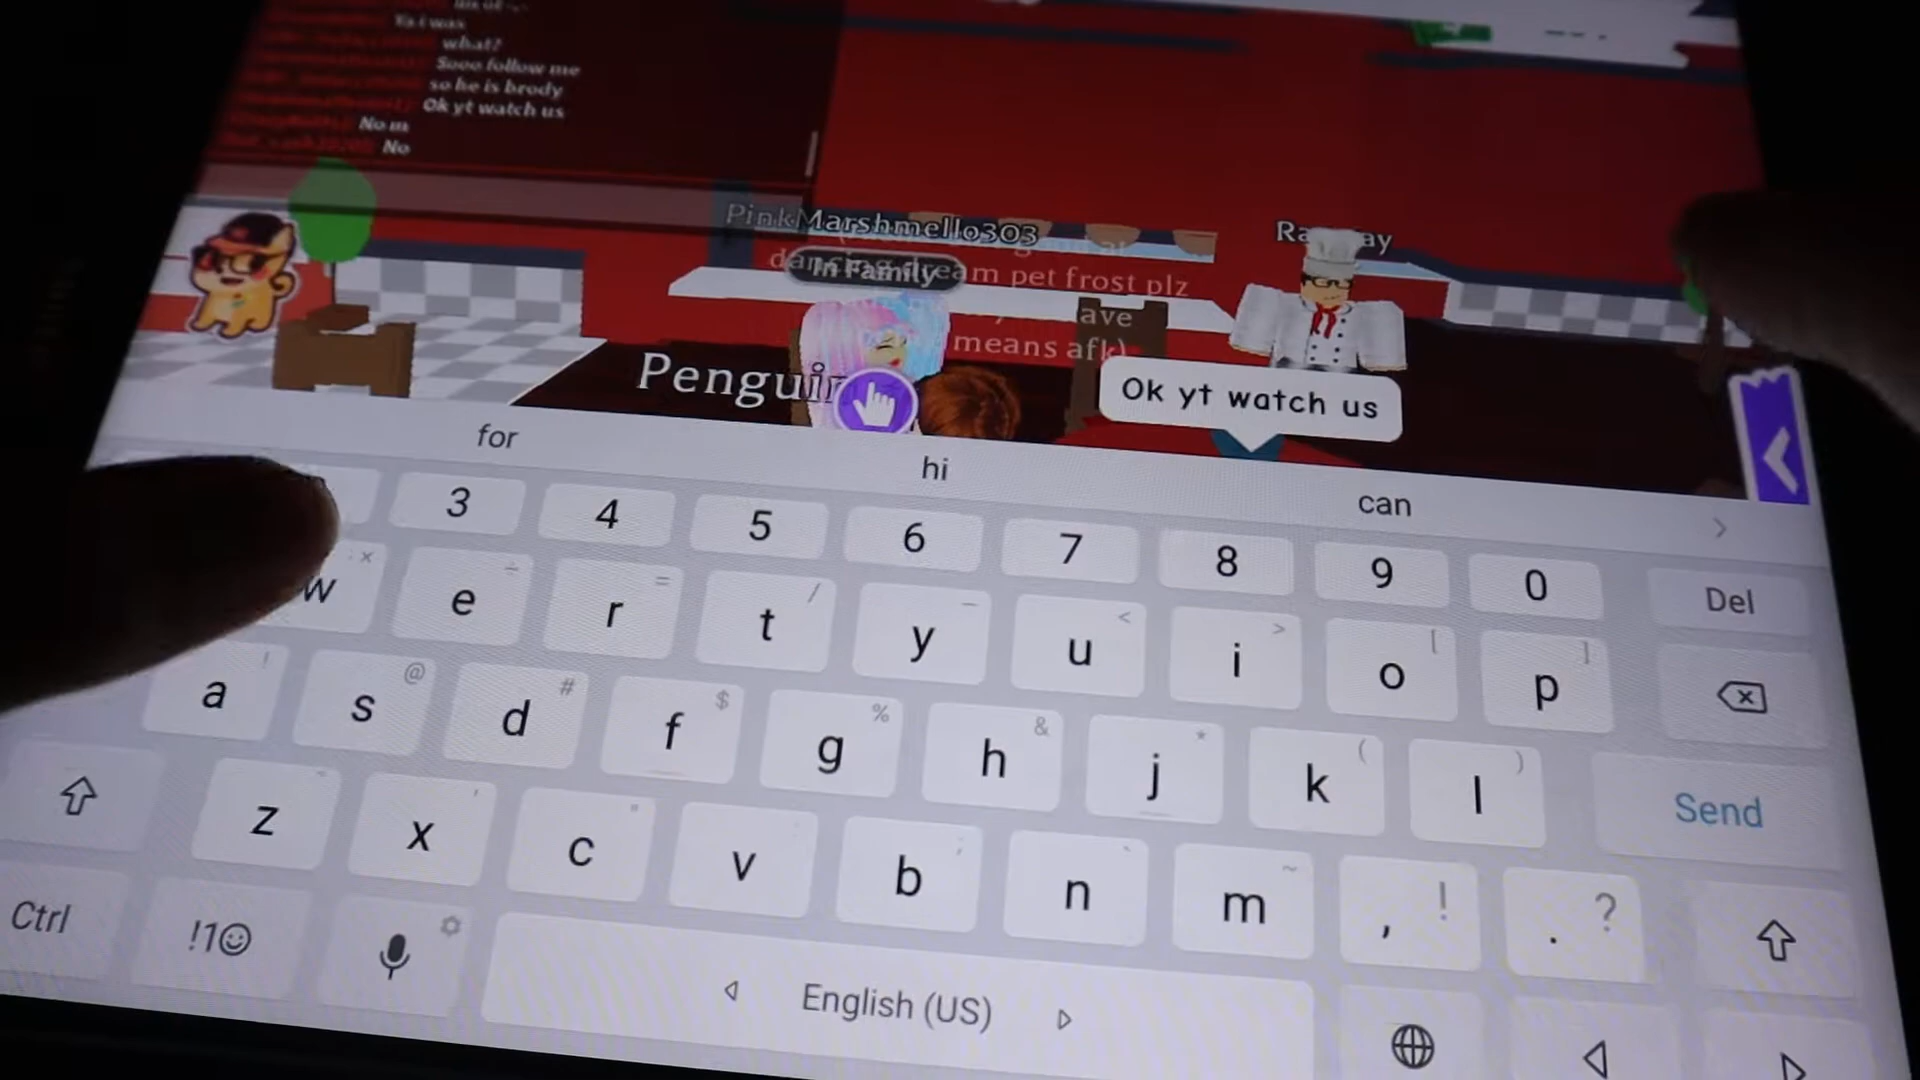 Ya i was
what?
Sooo follow me
so he is brody
Ok yt watch us
No m
No
PinkMarshmello303
In Family
m pet frost plz
ave
means afk)
Penguin
Ok yt watch us
for
hi
can
3 4 5 6 7 8 9 0 Del
w × e ÷ r = t / y _ u < i > o [ p ]
a ! s @ d # f $ g % h & j * k ( l ) Send
z x ' c " v : b ; n ` m ~ , ! . ?
Ctrl !1☺ English (US)